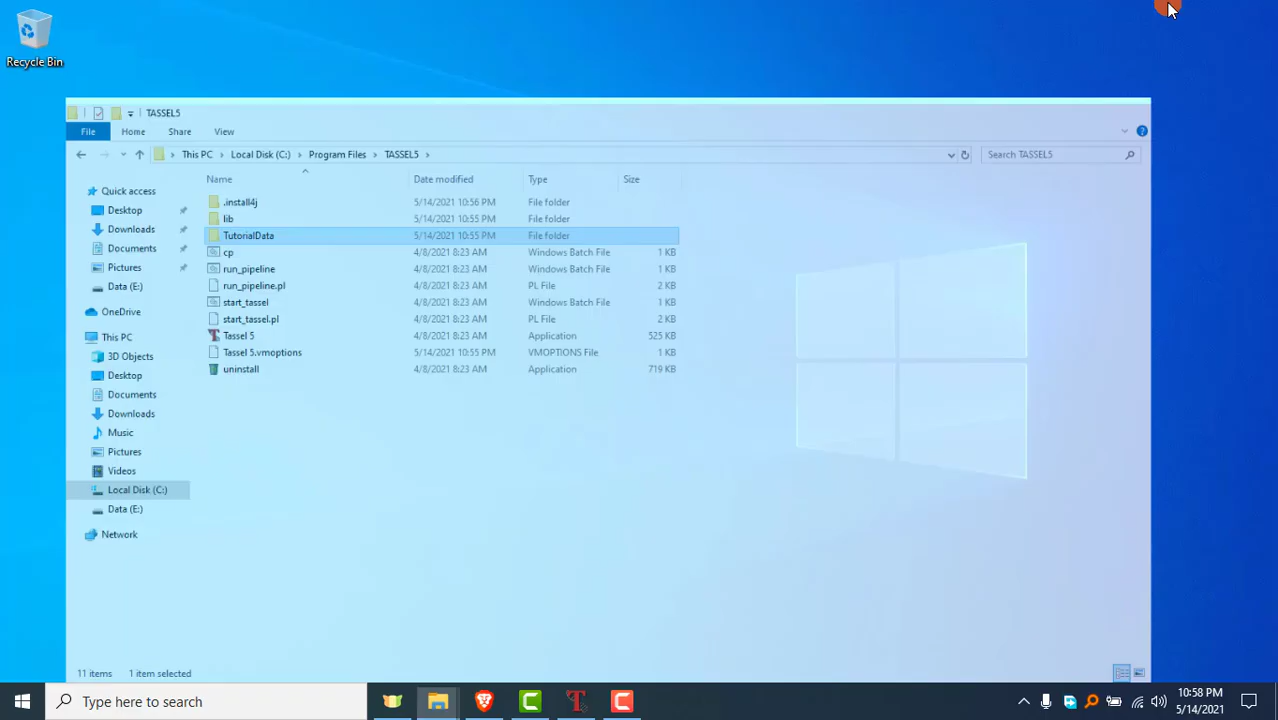 Recycle Bin
TASSEL5
File Home Share View
This PC Local Disk (C:) Program Files TASSEL5 Search TASSEL5
Name Date modified Type Size
Quick access
Desktop
Downloads
Documents
Pictures
Data (E:)
OneDrive
This PC
3D Objects
Desktop
Documents
Downloads
Music
Pictures
Videos
Local Disk (C:)
Data (E:)
Network
.install4j 5/14/2021 10:56 PM File folder
lib 5/14/2021 10:55 PM File folder
TutorialData 5/14/2021 10:55 PM File folder
cp 4/8/2021 8:23 AM Windows Batch File 1 KB
run_pipeline 4/8/2021 8:23 AM Windows Batch File 1 KB
run_pipeline.pl 4/8/2021 8:23 AM PL File 2 KB
start_tassel 4/8/2021 8:23 AM Windows Batch File 1 KB
start_tassel.pl 4/8/2021 8:23 AM PL File 2 KB
Tassel 5 4/8/2021 8:23 AM Application 525 KB
Tassel 5.vmoptions 5/14/2021 10:55 PM VMOPTIONS File 1 KB
uninstall 4/8/2021 8:23 AM Application 719 KB
11 items 1 item selected
Type here to search
10:58 PM
5/14/2021